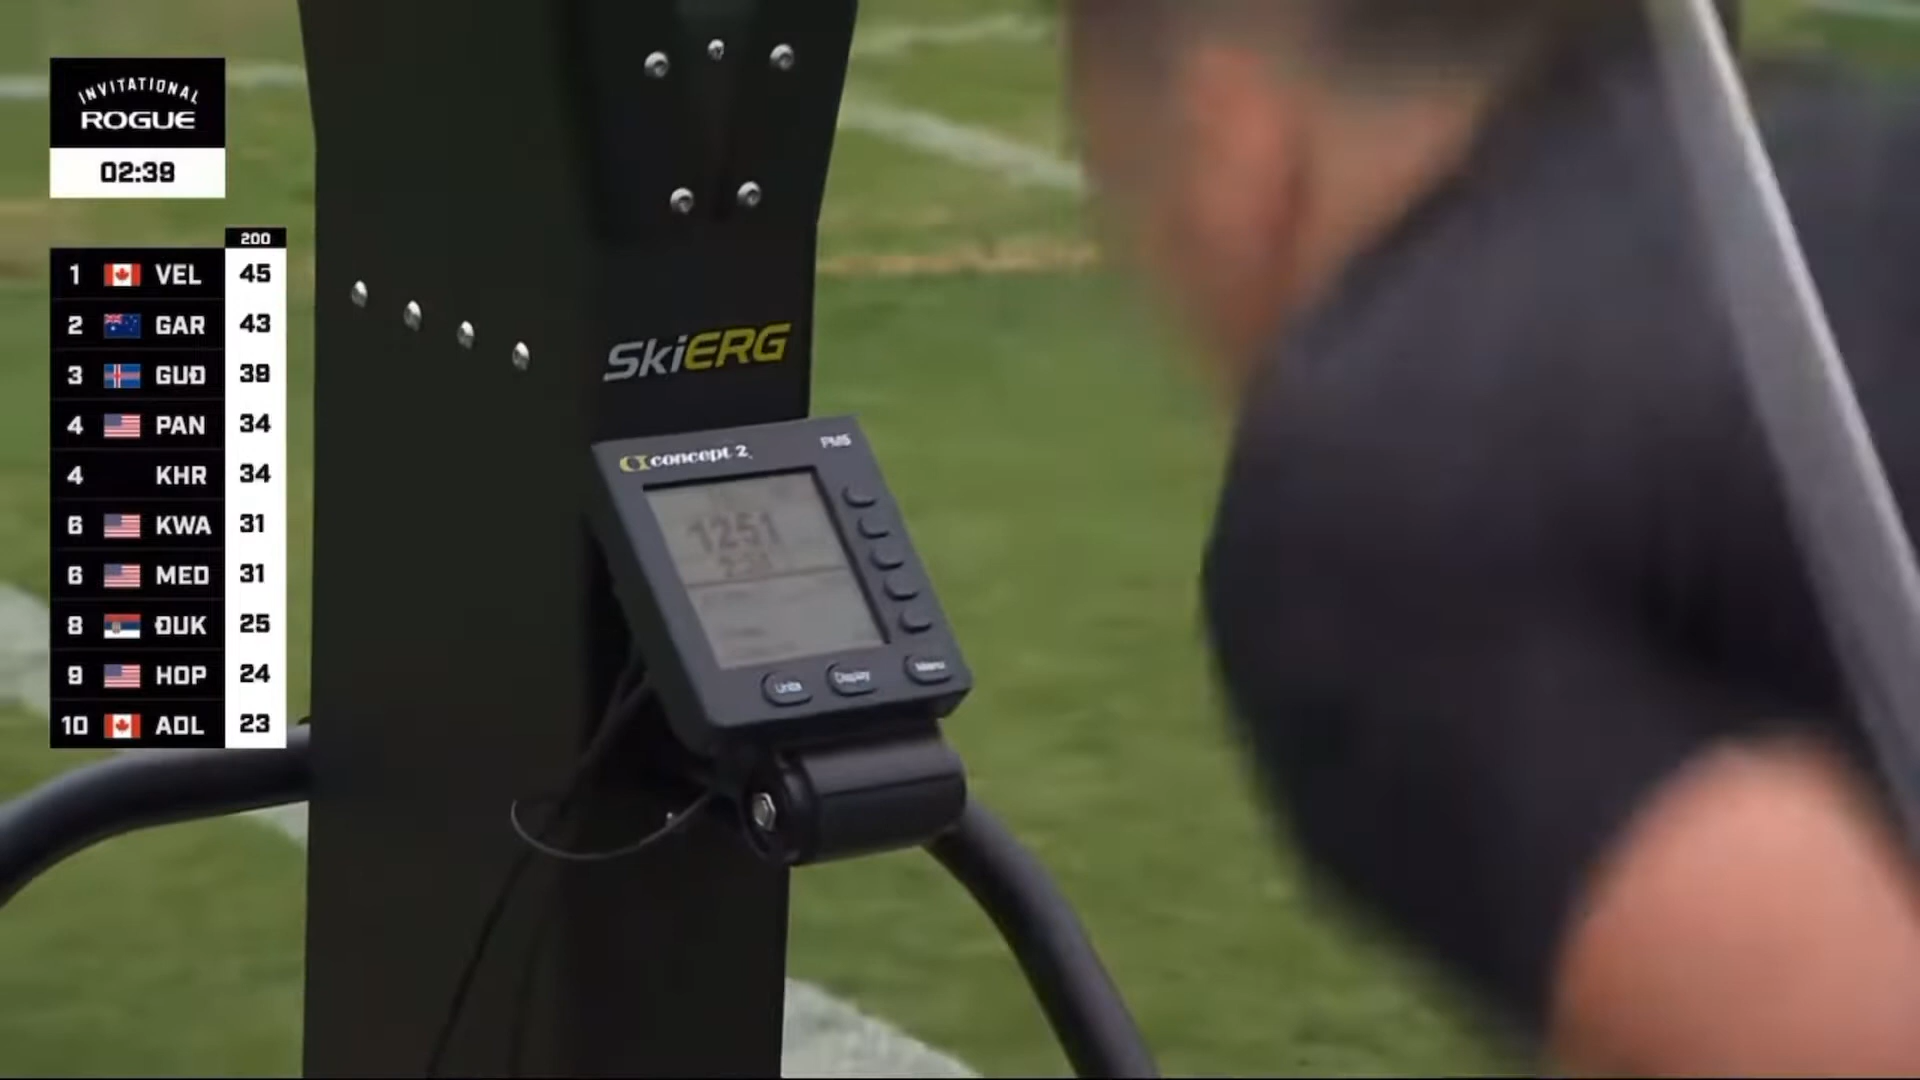 INVITATIONAL
ROGUE
02:39
200
1 VEL 45
2 GAR 43
3 GUÐ 39
4 PAN 34
4 KHR 34
6 KWA 31
6 MED 31
8 ĐUK 25
9 HOP 24
10 ADL 23
SkiERG
concept 2
PM5
1251
Units Display Menu